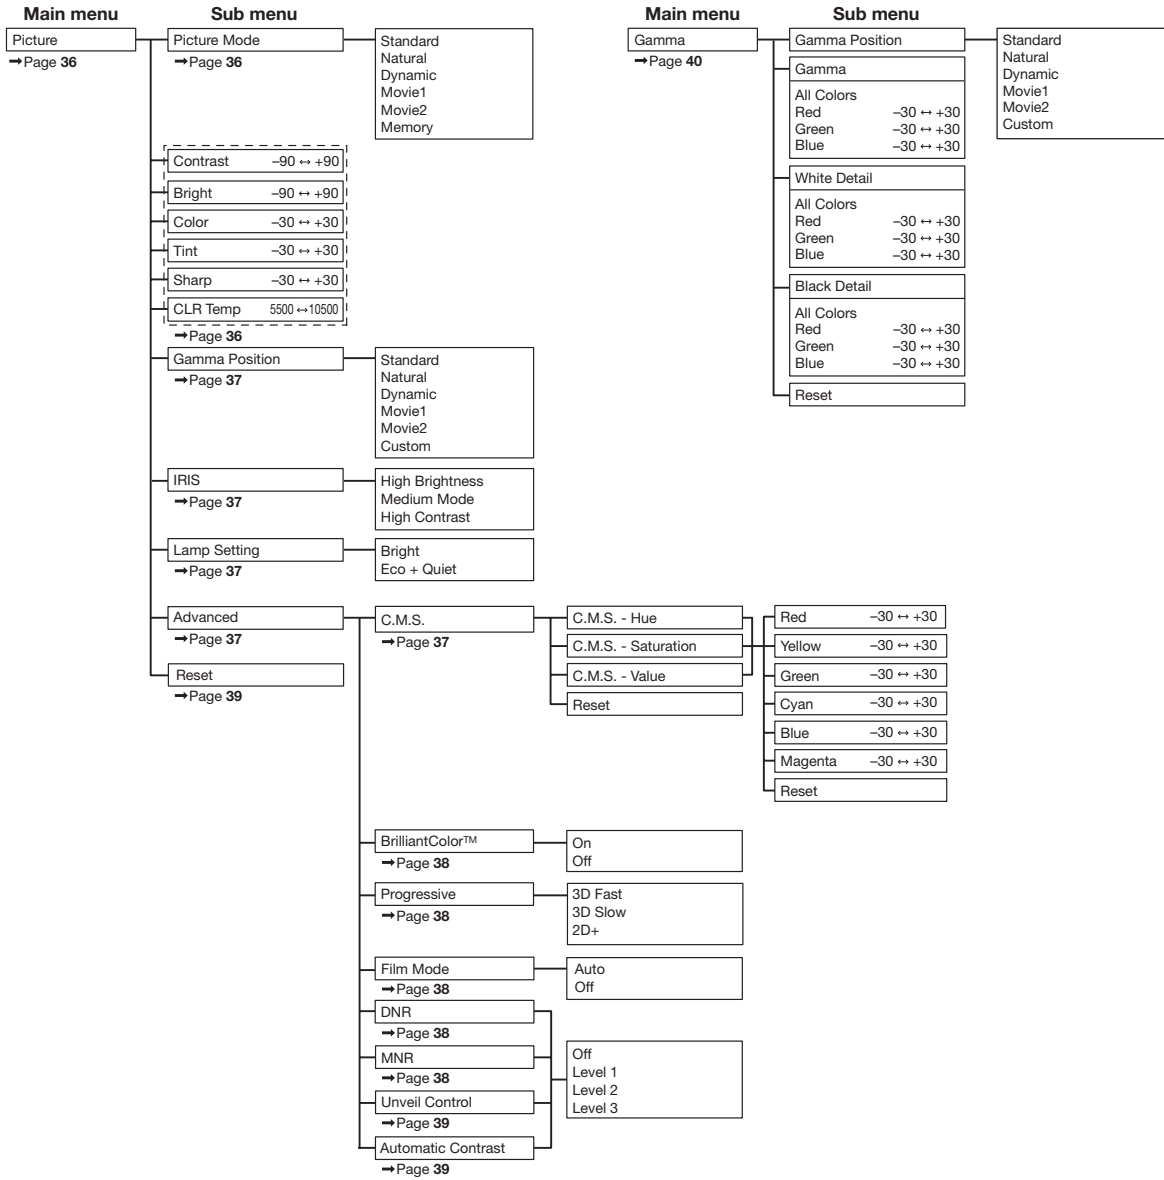 Main menu
Sub menu
Picture
➞Page 36
Picture Mode
➞Page 36
Standard
Natural
Dynamic
Movie1
Movie2
Memory
Contrast –90 ↔ +90
Bright –90 ↔ +90
Color –30 ↔ +30
Tint –30 ↔ +30
Sharp –30 ↔ +30
CLR Temp 5500 ↔10500
➞Page 36
Gamma Position
➞Page 37
Standard
Natural
Dynamic
Movie1
Movie2
Custom
IRIS
➞Page 37
High Brightness
Medium Mode
High Contrast
Lamp Setting
➞Page 37
Bright
Eco + Quiet
Advanced
➞Page 37
C.M.S.
➞Page 37
C.M.S. - Hue
C.M.S. - Saturation
C.M.S. - Value
Reset
Red –30 ↔ +30
Yellow –30 ↔ +30
Green –30 ↔ +30
Cyan –30 ↔ +30
Blue –30 ↔ +30
Magenta –30 ↔ +30
Reset
Reset
➞Page 39
BrilliantColor™
➞Page 38
On
Off
Progressive
➞Page 38
3D Fast
3D Slow
2D+
Film Mode
➞Page 38
Auto
Off
DNR
➞Page 38
MNR
➞Page 38
Unveil Control
➞Page 39
Automatic Contrast
➞Page 39
Off
Level 1
Level 2
Level 3
Main menu
Sub menu
Gamma
➞Page 40
Gamma Position
Standard
Natural
Dynamic
Movie1
Movie2
Custom
Gamma
All Colors
Red –30 ↔ +30
Green –30 ↔ +30
Blue –30 ↔ +30
White Detail
All Colors
Red –30 ↔ +30
Green –30 ↔ +30
Blue –30 ↔ +30
Black Detail
All Colors
Red –30 ↔ +30
Green –30 ↔ +30
Blue –30 ↔ +30
Reset